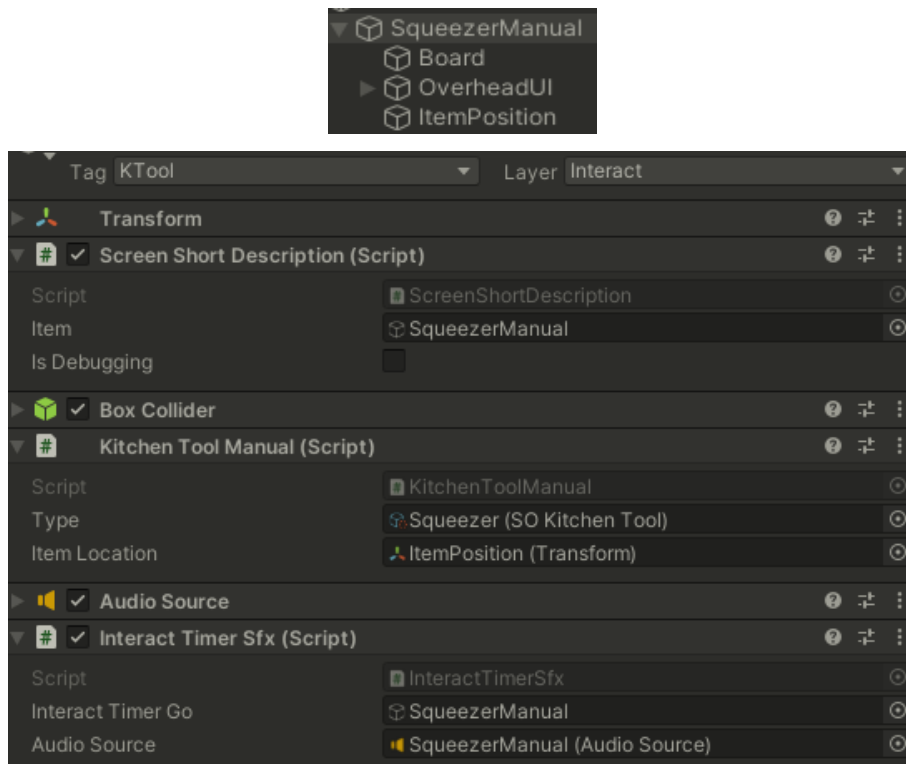 SqueezerManual
Board
OverheadUI
ItemPosition
Tag KTool Layer Interact
Transform
Screen Short Description (Script)
Script ScreenShortDescription
Item SqueezerManual
Is Debugging
Box Collider
Kitchen Tool Manual (Script)
Script KitchenToolManual
Type Squeezer (SO Kitchen Tool)
Item Location ItemPosition (Transform)
Audio Source
Interact Timer Sfx (Script)
Script InteractTimerSfx
Interact Timer Go SqueezerManual
Audio Source SqueezerManual (Audio Source)